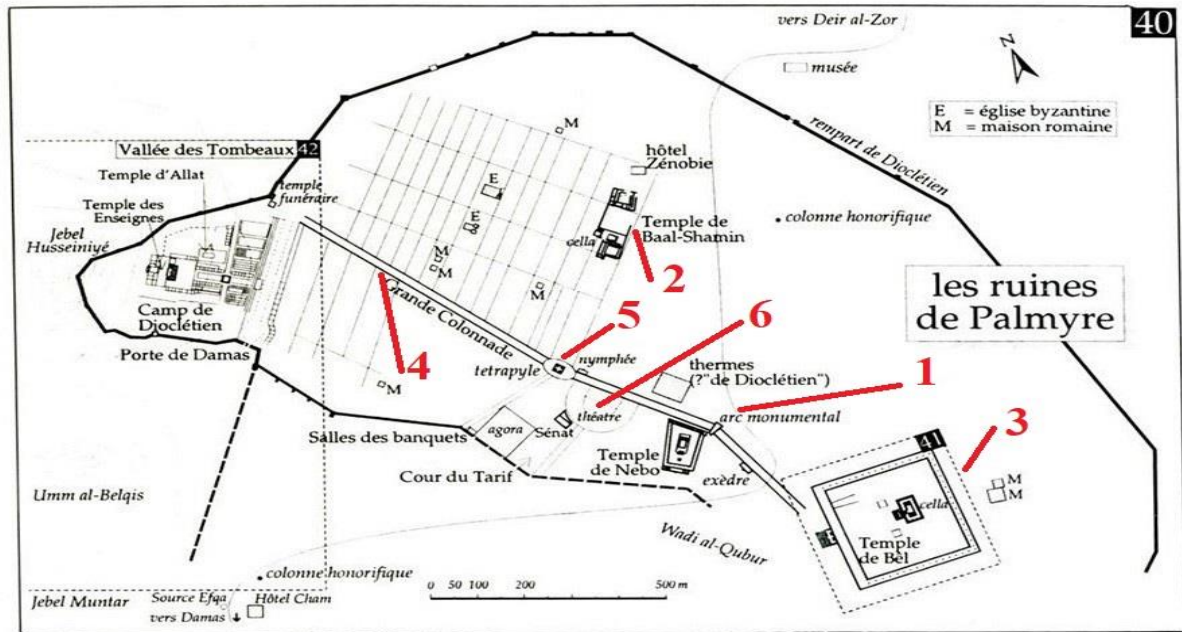 vers Deir al-Zor
40
musée
N
E = église byzantine
M = maison romaine
rempart de Dioclétien
M
Vallée des Tombeaux 42
hôtel
Zénobie
Temple d'Allat
temple
funéraire
E
Temple des
Enseignes
colonne honorifique
Temple de
Baal-Shamin
Jebel
Husseiniyé
E
cella
2
M
M
M
les ruines
de Palmyre
Grande Colonnade
Camp de
Dioclétien
5
6
Porte de Damas
4
nymphée
tetrapyle
thermes
(?"de Dioclétien")
1
M
théatre
arc monumental
Salles des banquets
agora
Sénat
3
41
Temple
de Nébo
Cour du Tarif
exèdre
M
M
Umm al-Belqis
cella
Wadi al-Qubur
Temple
de Bêl
colonne honorifique
0 50 100 200 500 m
Jebel Muntar
Source Efqa
Hôtel Cham
vers Damas